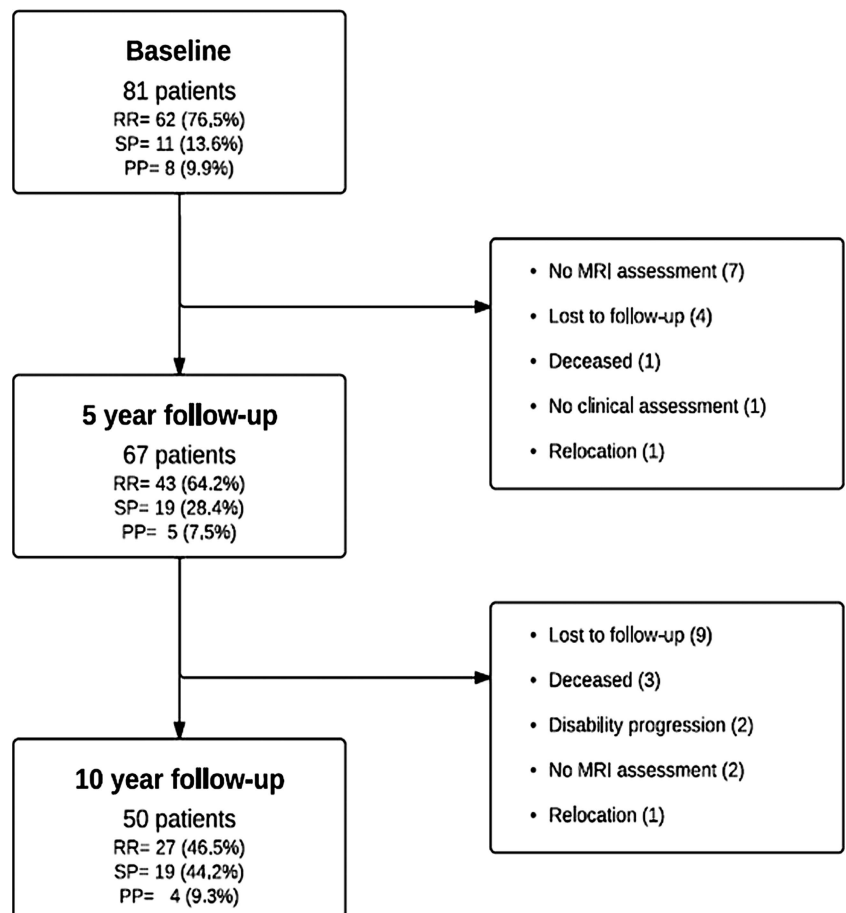 Baseline
81 patients
RR= 62 (76,5%)
SP= 11 (13.6%)
PP= 8 (9.9%)
• No MRI assessment (7)
• Lost to follow-up (4)
• Deceased (1)
• No clinical assessment (1)
• Relocation (1)
5 year follow-up
67 patients
RR= 43 (64.2%)
SP= 19 (28.4%)
PP= 5 (7,5%)
• Lost to follow-up (9)
• Deceased (3)
• Disability progression (2)
• No MRI assessment (2)
• Relocation (1)
10 year follow-up
50 patients
RR= 27 (46.5%)
SP= 19 (44.2%)
PP= 4 (9.3%)